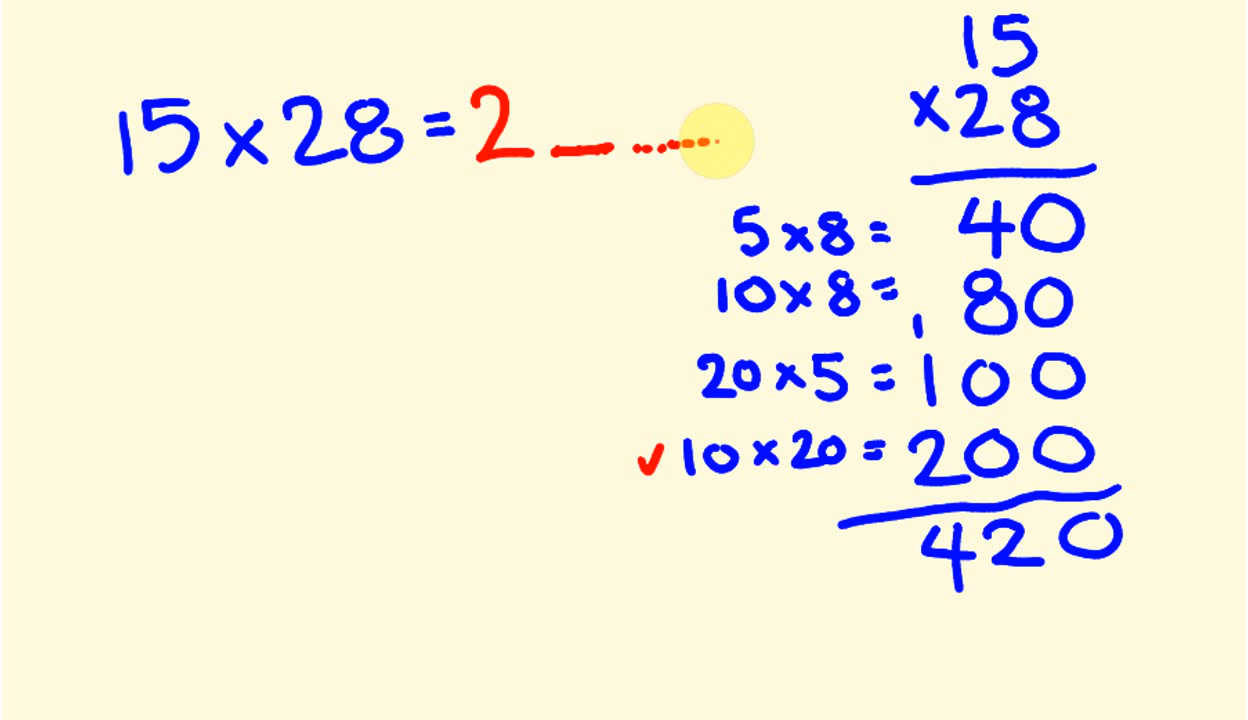 15 x 28 = 2 _ _
15
x 28
5 x 8 = 40
10 x 8 = 80
20 x 5 = 100
✓ 10 x 20 = 200
420